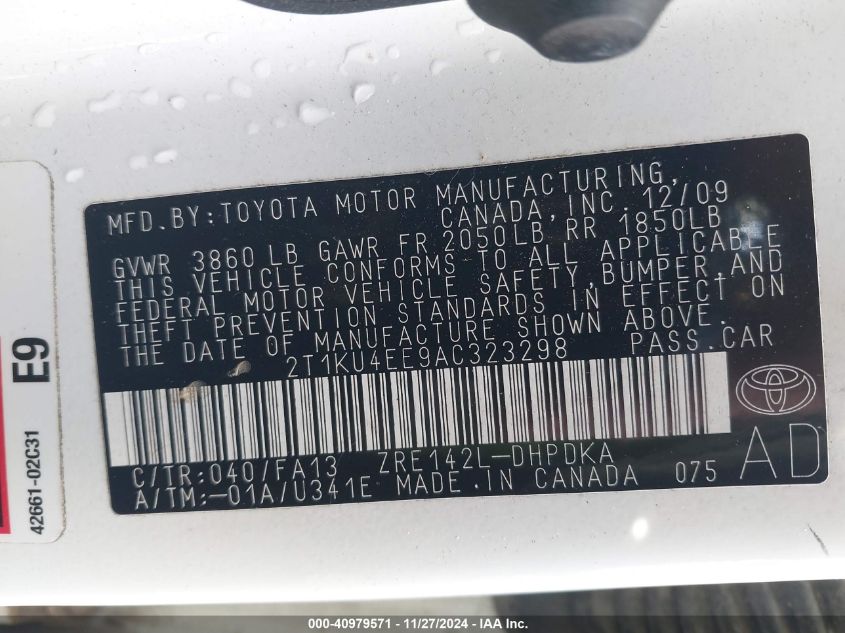 MFD.BY:TOYOTA MOTOR MANUFACTURING,
CANADA,INC. 12/09
GVWR 3860 LB GAWR FR 2050LB RR 1850LB
THIS VEHICLE CONFORMS TO ALL APPLICABLE
FEDERAL MOTOR VEHICLE SAFETY,BUMPER,AND
THEFT PREVENTION STANDARDS IN EFFECT ON
THE DATE OF MANUFACTURE SHOWN ABOVE.
2T1KU4EE9AC323298 PASS.CAR
C/TR:040/FA13 ZRE142L-DHPDKA
A/TM:-01A/U341E MADE.IN CANADA 075
AD
E9
42661-02C31
000-40979571 - 11/27/2024 - IAA Inc.